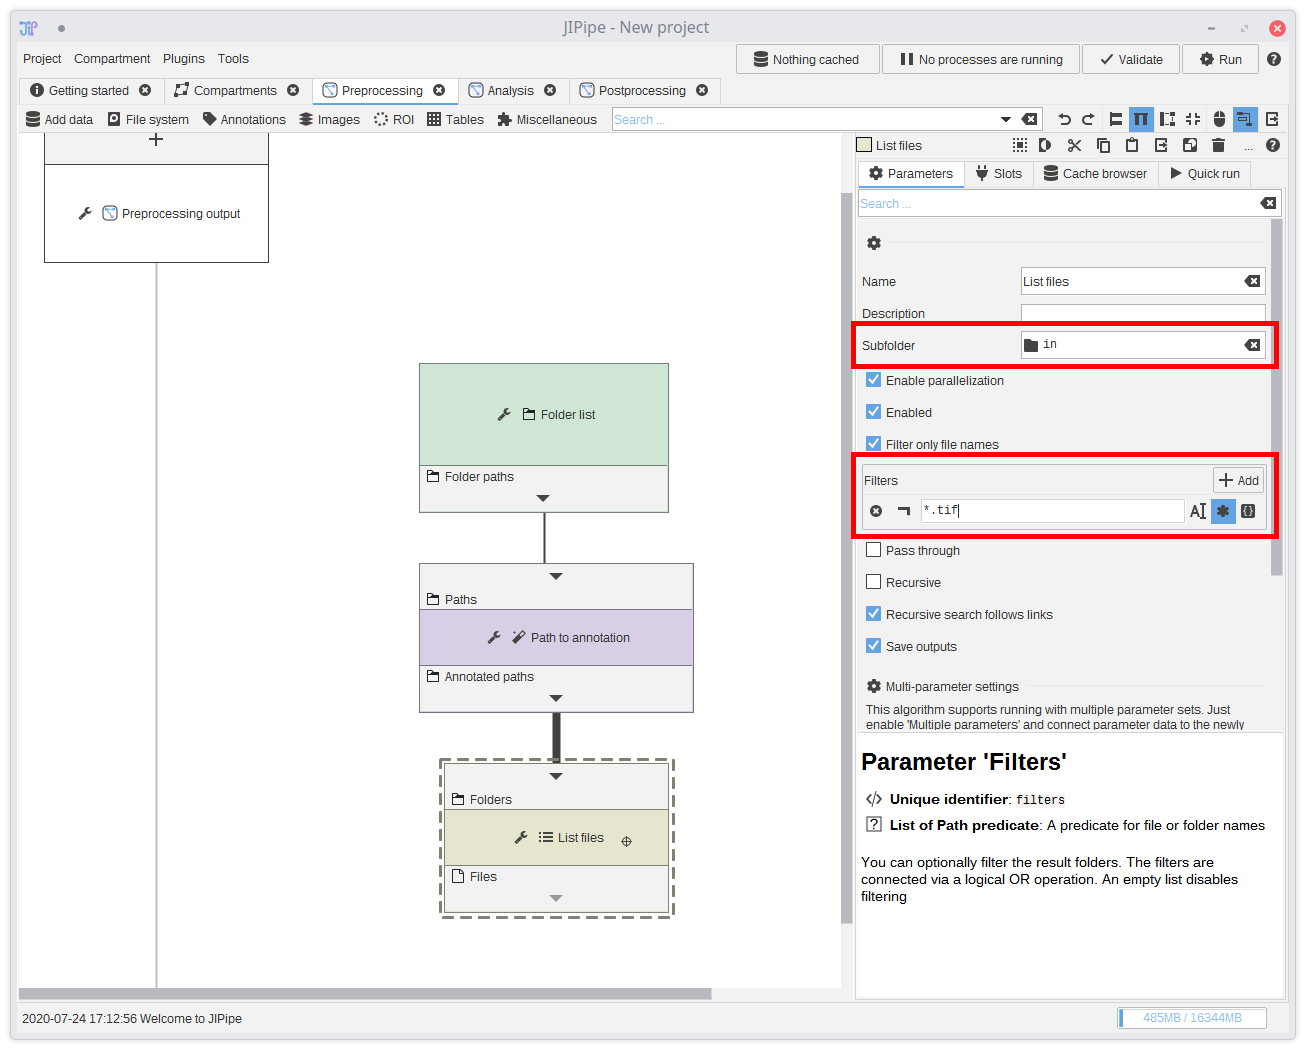 JIPipe - New project
Project Compartment Plugins Tools Nothing cached No processes are running Validate Run
Getting started Compartments Preprocessing Analysis Postprocessing
Add data File system Annotations Images ROI Tables Miscellaneous Search ...
List files ...
Parameters Slots Cache browser Quick run
Search ...
Preprocessing output
Name List files
Description
Subfolder in
Enable parallelization
Enabled
Filter only file names
Filters Add
*.tif
Pass through
Recursive
Recursive search follows links
Save outputs
Multi-parameter settings
This algorithm supports running with multiple parameter sets. Just
enable 'Multiple parameters' and connect parameter data to the newly
Folder list
Folder paths
Paths
Path to annotation
Annotated paths
Folders
List files
Files
Parameter 'Filters'
Unique identifier: filters
List of Path predicate: A predicate for file or folder names
You can optionally filter the result folders. The filters are
connected via a logical OR operation. An empty list disables
filtering
2020-07-24 17:12:56 Welcome to JIPipe 485MB / 16344MB